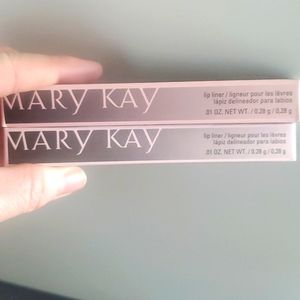 MARY KAY
lip liner / ligneur pour les lèvres
lápiz delineador para labios
.01 OZ. NET WT. / 0.28 g / 0,28 g
MARY KAY
lip liner / ligneur pour les lèvres
lápiz delineador para labios
.01 OZ. NET WT. / 0.28 g / 0,28 g